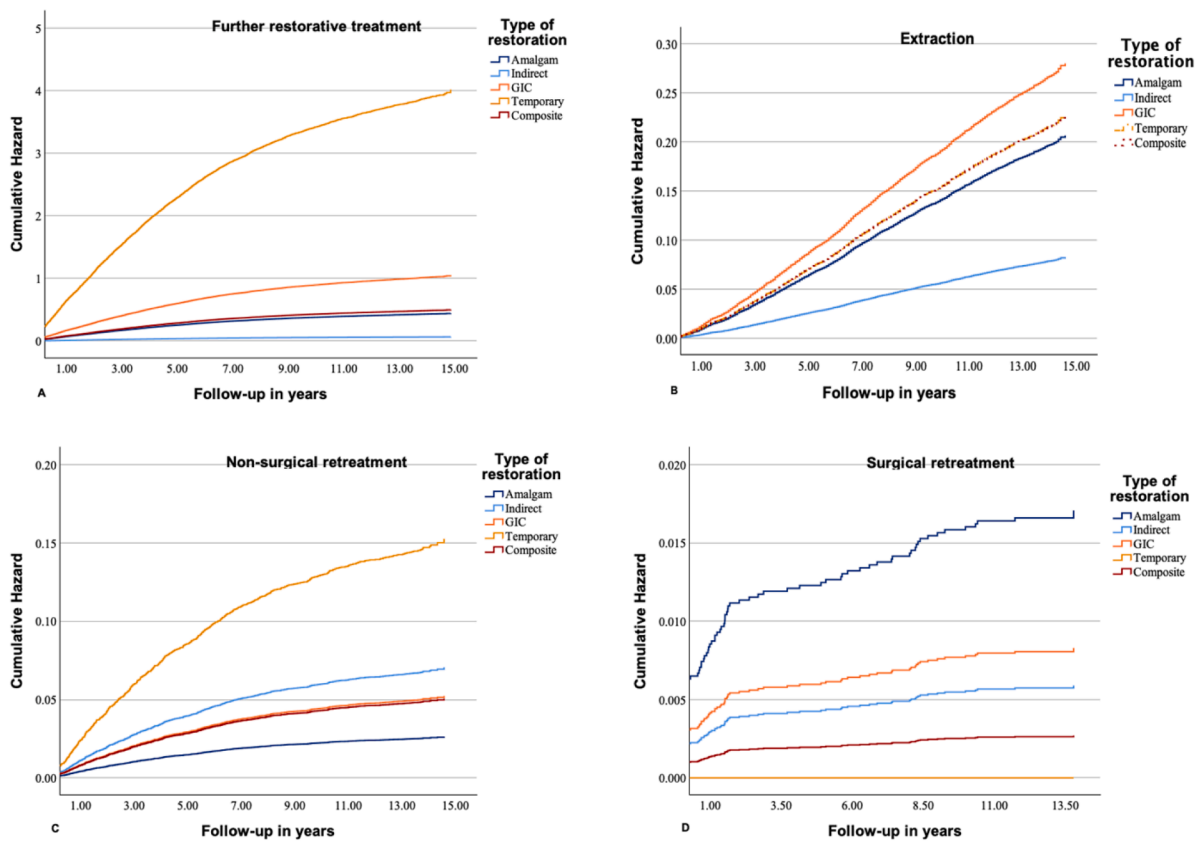 Further restorative treatment
Type of
restoration
Amalgam
Indirect
GIC
Temporary
Composite
5
4
3
2
1
0
Cumulative Hazard
1.00 3.00 5.00 7.00 9.00 11.00 13.00 15.00
A
Follow-up in years
Extraction
Type of
restoration
Amalgam
Indirect
GIC
Temporary
Composite
0.30
0.25
0.20
0.15
0.10
0.05
0.00
Cumulative Hazard
1.00 3.00 5.00 7.00 9.00 11.00 13.00 15.00
B
Follow-up in years
Non-surgical retreatment
Type of
restoration
Amalgam
Indirect
GIC
Temporary
Composite
0.20
0.15
0.10
0.05
0.00
Cumulative Hazard
1.00 3.00 5.00 7.00 9.00 11.00 13.00 15.00
C
Follow-up in years
Surgical retreatment
Type of
restoration
Amalgam
Indirect
GIC
Temporary
Composite
0.020
0.015
0.010
0.005
0.000
Cumulative Hazard
1.00 3.50 6.00 8.50 11.00 13.50
D
Follow-up in years